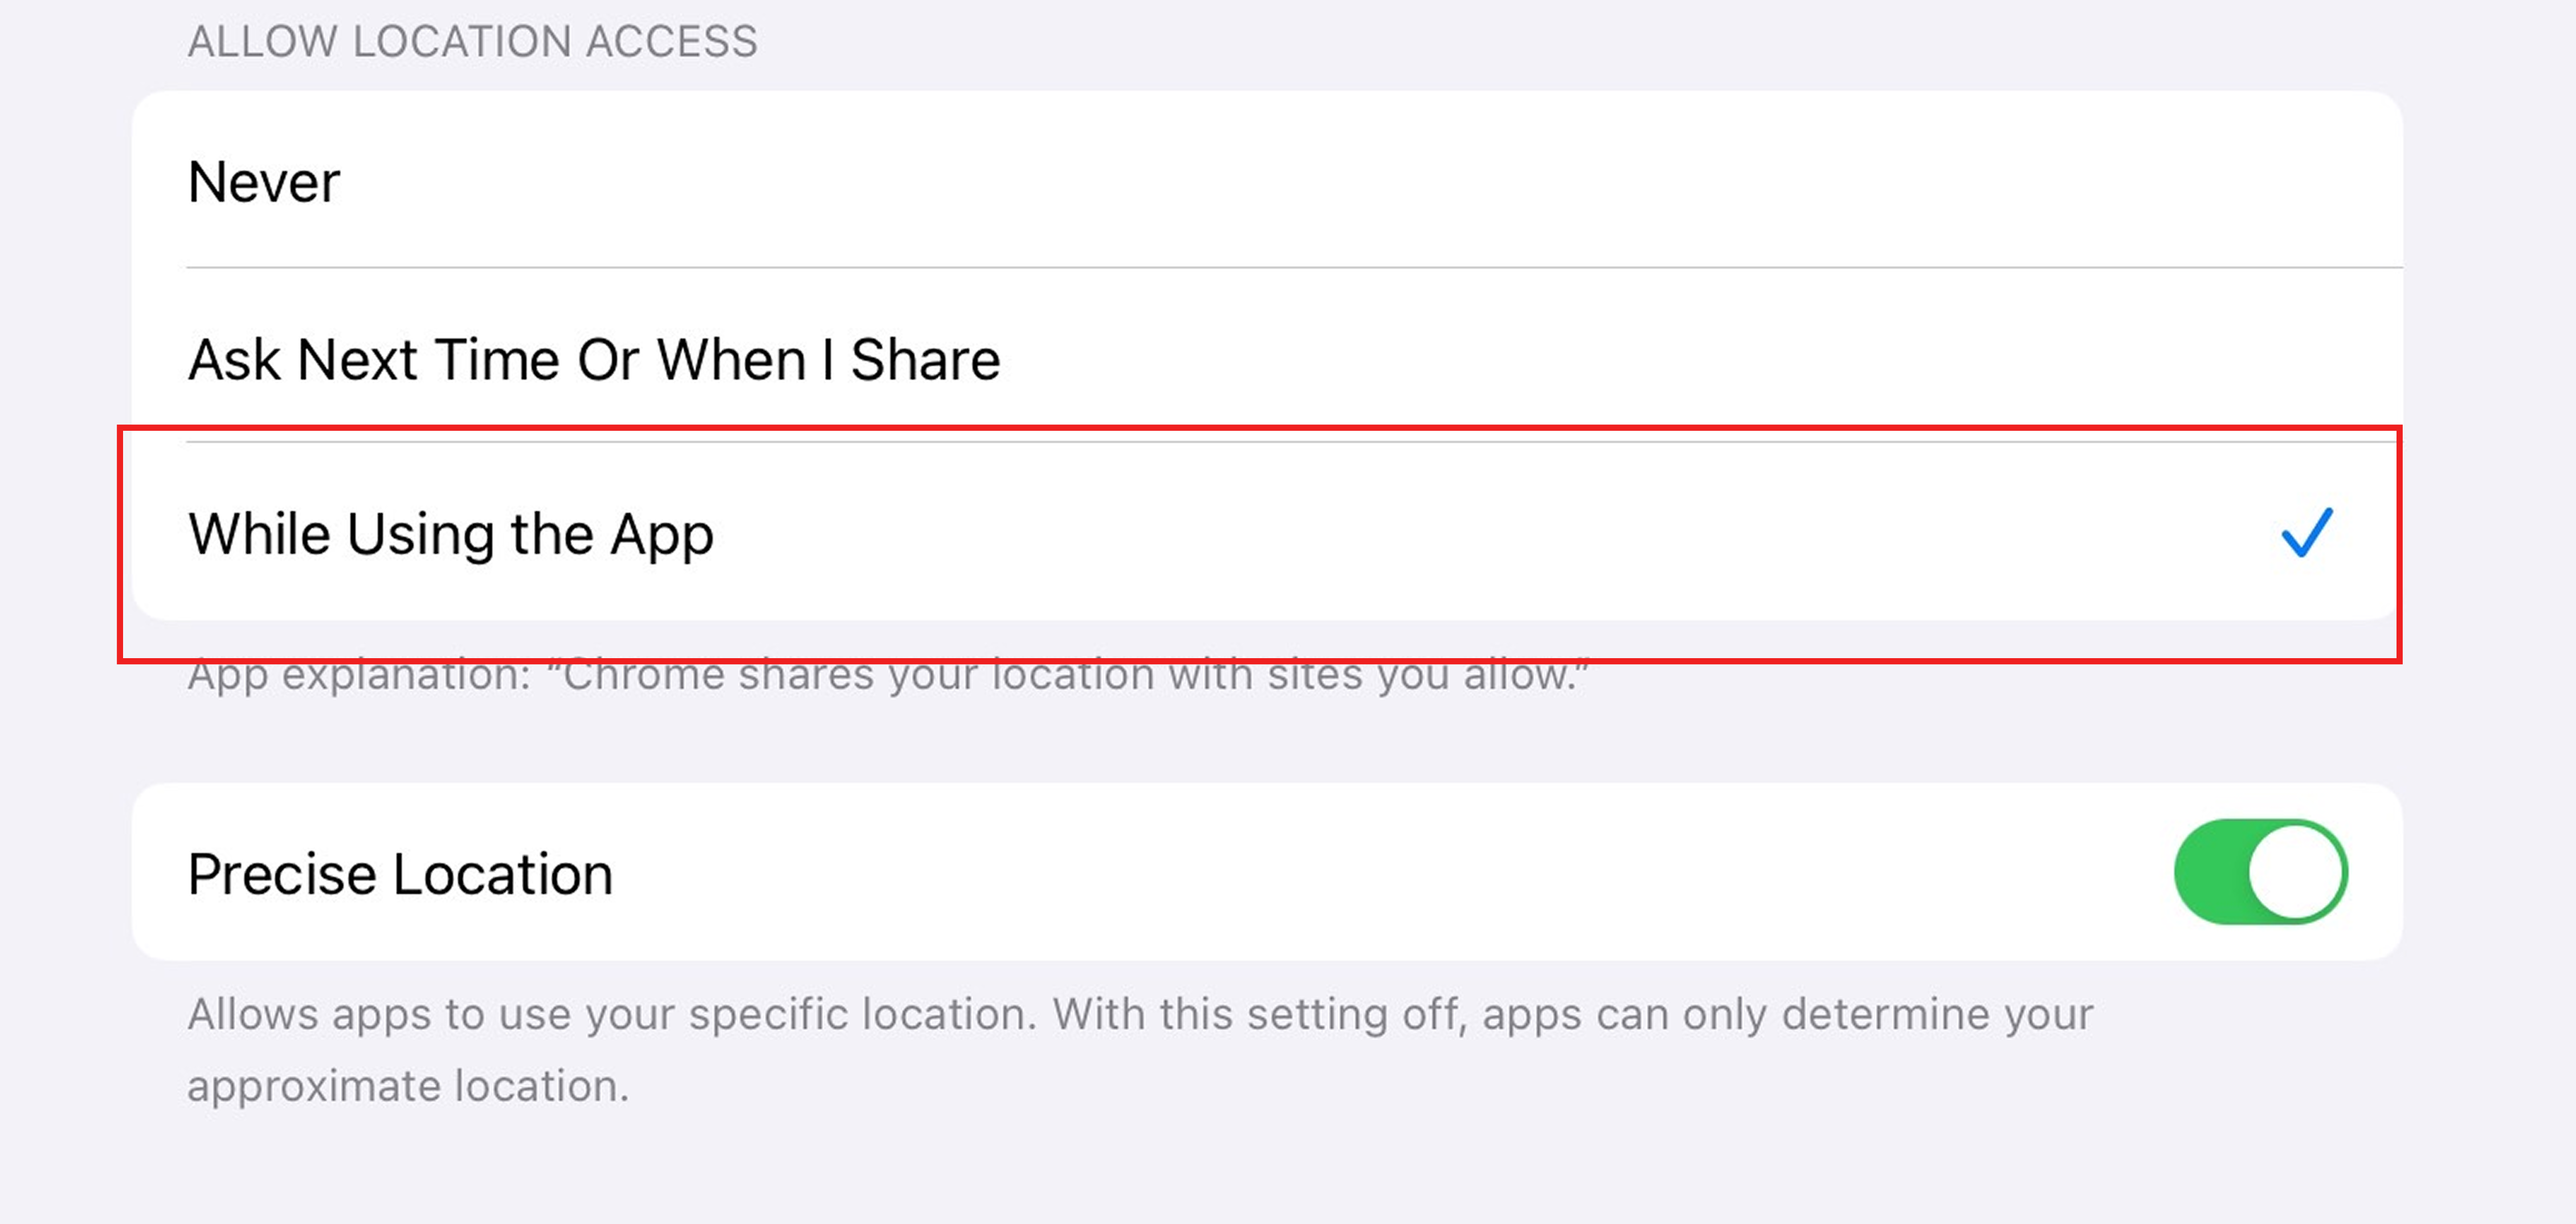 ALLOW LOCATION ACCESS
Never
Ask Next Time Or When I Share
While Using the App
App explanation: “Chrome shares your location with sites you allow.”
Precise Location
Allows apps to use your specific location. With this setting off, apps can only determine your
approximate location.